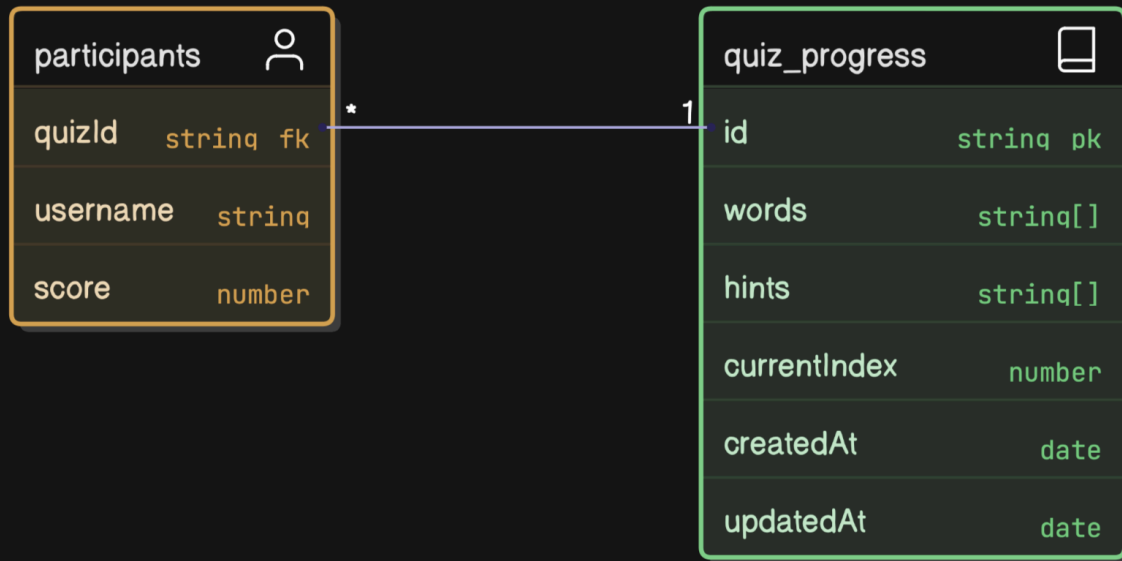 participants
quizId string fk
username string
score number
* 1
quiz_progress
id string pk
words string[]
hints string[]
currentIndex number
createdAt date
updatedAt date